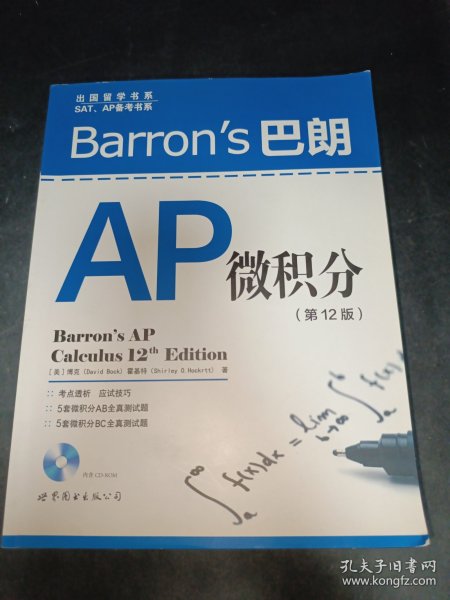 出国留学书系
SAT、AP备考书系
Barron's 巴朗
AP 微积分
（第12版）
Barron's AP
Calculus 12th Edition
［美］博克（David Bock）霍基特（Shirley O.Hockett） 著
:: 考点透析 应试技巧
:: 5套微积分AB全真测试题
:: 5套微积分BC全真测试题
∫ₐ^∞ f(x)dx = lim b→∞ ∫ₐ^b f(x)
内含 CD-ROM
世界图书出版公司
孔夫子旧书网
www.kongfz.com